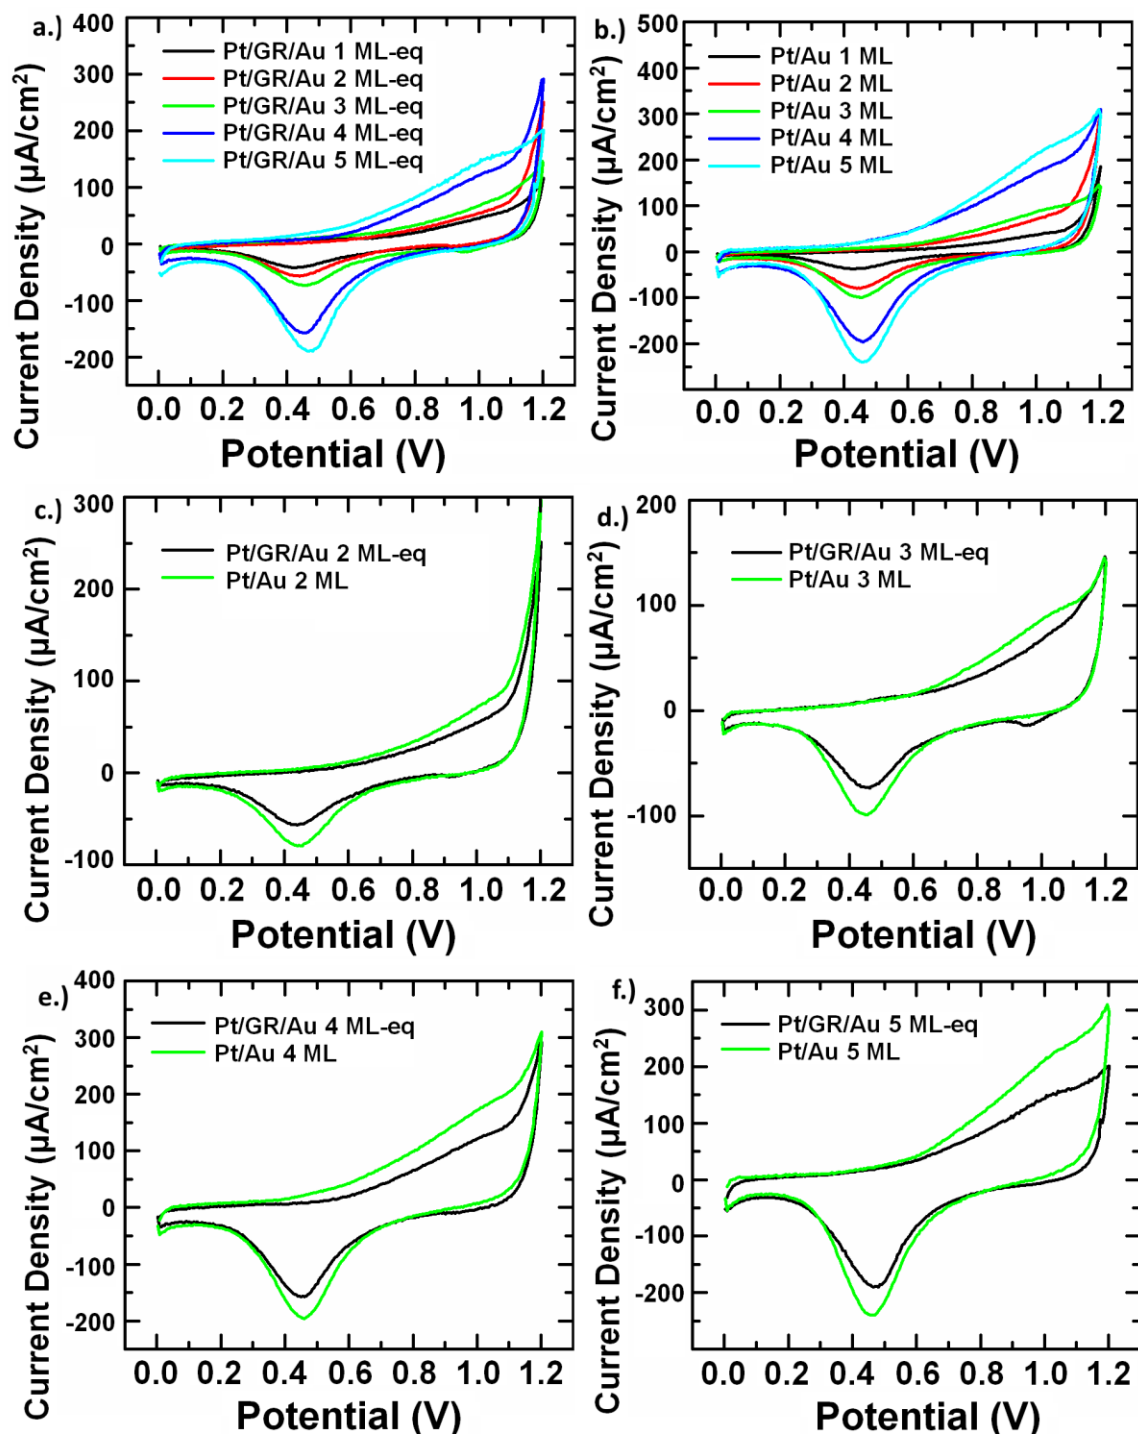 a.)
Current Density (µA/cm²)
400
300
200
100
0
-100
-200
Pt/GR/Au 1 ML-eq
Pt/GR/Au 2 ML-eq
Pt/GR/Au 3 ML-eq
Pt/GR/Au 4 ML-eq
Pt/GR/Au 5 ML-eq
0.0 0.2 0.4 0.6 0.8 1.0 1.2
Potential (V)
b.)
Current Density (µA/cm²)
500
400
300
200
100
0
-100
-200
Pt/Au 1 ML
Pt/Au 2 ML
Pt/Au 3 ML
Pt/Au 4 ML
Pt/Au 5 ML
0.0 0.2 0.4 0.6 0.8 1.0 1.2
Potential (V)
c.)
Current Density (µA/cm²)
300
200
100
0
-100
Pt/GR/Au 2 ML-eq
Pt/Au 2 ML
0.0 0.2 0.4 0.6 0.8 1.0 1.2
Potential (V)
d.)
Current Density (µA/cm²)
200
100
0
-100
Pt/GR/Au 3 ML-eq
Pt/Au 3 ML
0.0 0.2 0.4 0.6 0.8 1.0 1.2
Potential (V)
e.)
Current Density (µA/cm²)
400
300
200
100
0
-100
-200
Pt/GR/Au 4 ML-eq
Pt/Au 4 ML
0.0 0.2 0.4 0.6 0.8 1.0 1.2
Potential (V)
f.)
Current Density (µA/cm²)
300
200
100
0
-100
-200
Pt/GR/Au 5 ML-eq
Pt/Au 5 ML
0.0 0.2 0.4 0.6 0.8 1.0 1.2
Potential (V)